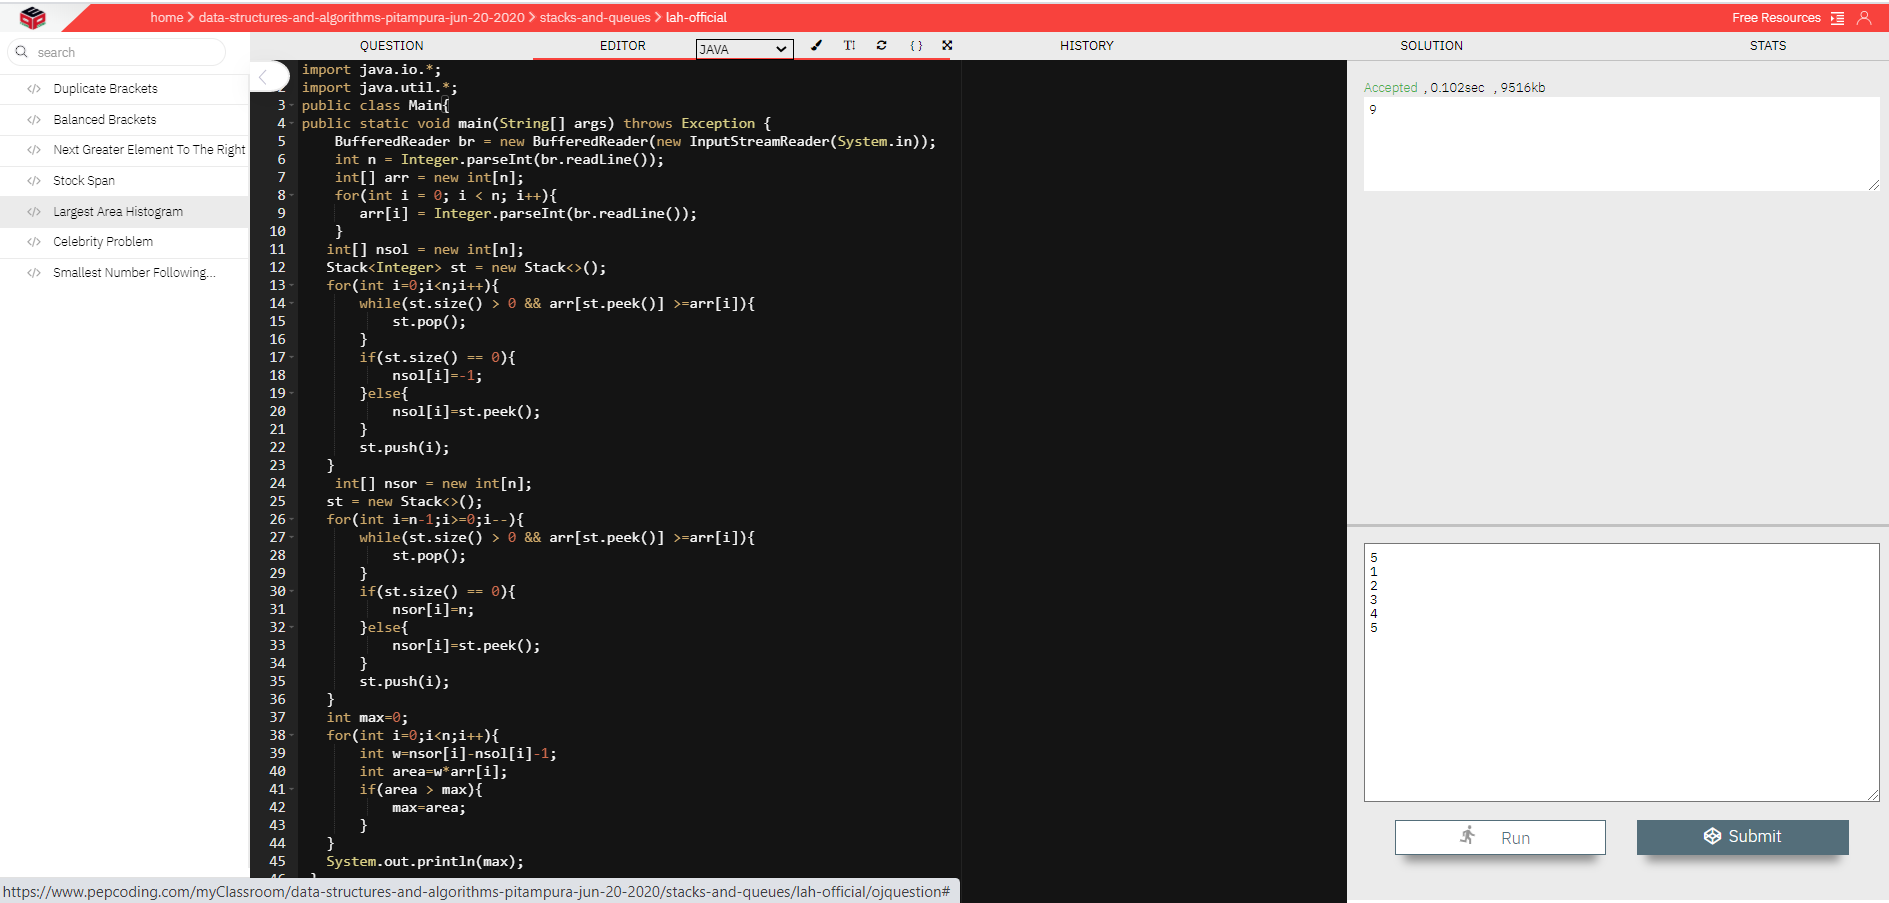 home > data-structures-and-algorithms-pitampura-jun-20-2020 > stacks-and-queues > lah-official
Free Resources
search
Duplicate Brackets
Balanced Brackets
Next Greater Element To The Right
Stock Span
Largest Area Histogram
Celebrity Problem
Smallest Number Following...
QUESTION
EDITOR
JAVA
TI
{ }
HISTORY
SOLUTION
STATS
import java.io.*;
2 import java.util.*;
3 public class Main{
4 public static void main(String[] args) throws Exception {
5 BufferedReader br = new BufferedReader(new InputStreamReader(System.in));
6 int n = Integer.parseInt(br.readLine());
7 int[] arr = new int[n];
8 for(int i = 0; i < n; i++){
9 arr[i] = Integer.parseInt(br.readLine());
10 }
11 int[] nsol = new int[n];
12 Stack<Integer> st = new Stack<>();
13 for(int i=0;i<n;i++){
14 while(st.size() > 0 && arr[st.peek()] >=arr[i]){
15 st.pop();
16 }
17 if(st.size() == 0){
18 nsol[i]=-1;
19 }else{
20 nsol[i]=st.peek();
21 }
22 st.push(i);
23 }
24 int[] nsor = new int[n];
25 st = new Stack<>();
26 for(int i=n-1;i>=0;i--){
27 while(st.size() > 0 && arr[st.peek()] >=arr[i]){
28 st.pop();
29 }
30 if(st.size() == 0){
31 nsor[i]=n;
32 }else{
33 nsor[i]=st.peek();
34 }
35 st.push(i);
36 }
37 int max=0;
38 for(int i=0;i<n;i++){
39 int w=nsor[i]-nsol[i]-1;
40 int area=w*arr[i];
41 if(area > max){
42 max=area;
43 }
44 }
45 System.out.println(max);
https://www.pepcoding.com/myClassroom/data-structures-and-algorithms-pitampura-jun-20-2020/stacks-and-queues/lah-official/ojquestion#
Accepted , 0.102sec , 9516kb
9
5
1
2
3
4
5
Run
Submit